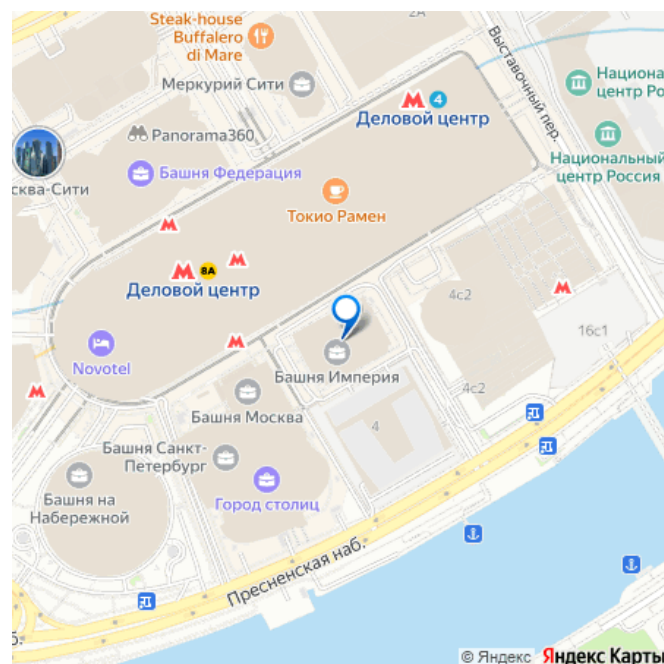 Steak-house
Buffalero
di Mare
2А
Выставочный пер.
Меркурий Сити
Национа
центр Ро
М 4
Деловой центр
Panorama360
Национальный
центр Россия
сква-Сити
Башня Федерация
Токио Рамен
М
М 8А
М
Деловой центр
4с2
М
16с1
Novotel
М
Башня Империя
4с2
М
Башня Москва
4
Башня Санкт-
Петербург
Башня на
Набережной
Город столиц
Пресненская наб.
б.
© Яндекс Яндекс Карты